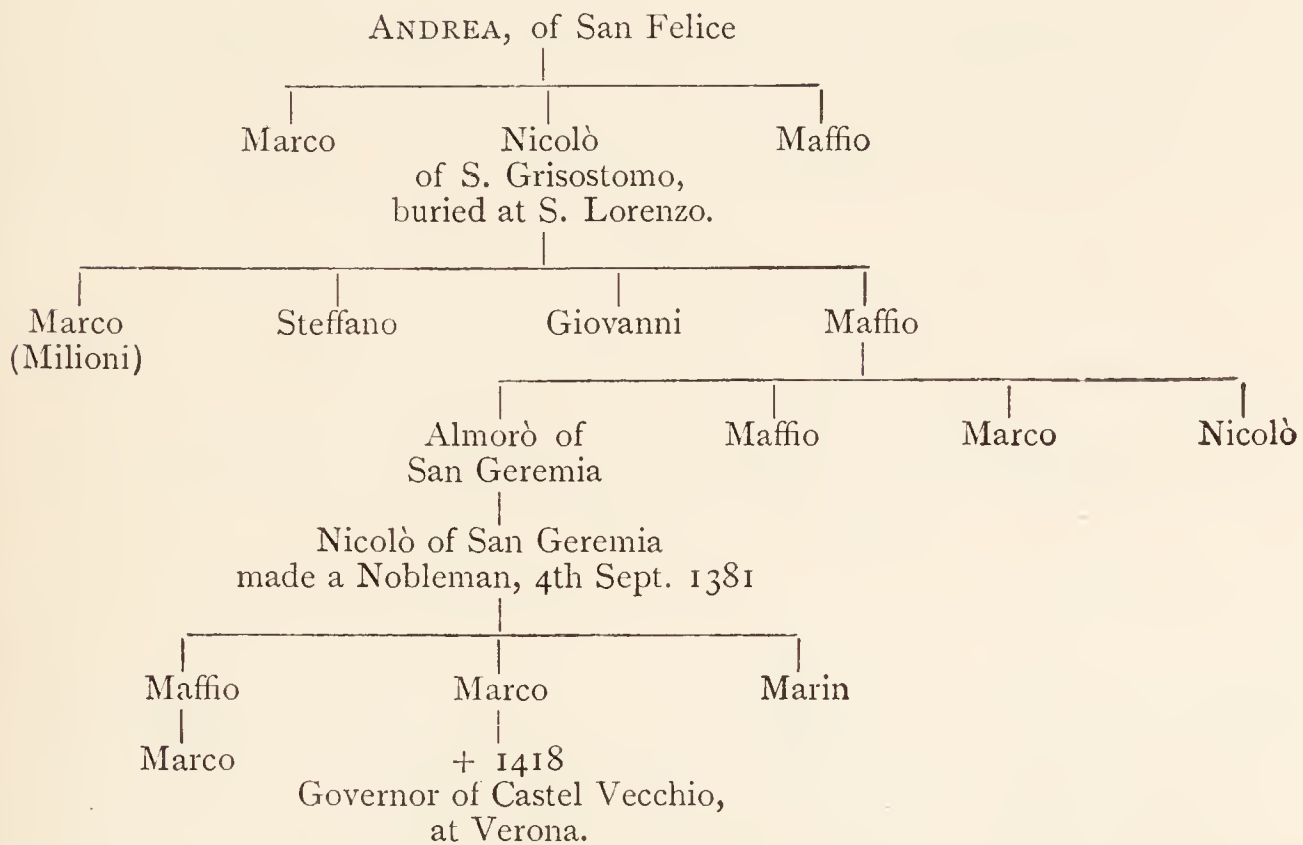 ANDREA, of San Felice
Marco Nicolò Maffio
of S. Grisostomo,
buried at S. Lorenzo.
Marco Steffano Giovanni Maffio
(Milioni)
Almorò of Maffio Marco Nicolò
San Geremia
Nicolò of San Geremia
made a Nobleman, 4th Sept. 1381
Maffio Marco Marin
Marco + 1418
Governor of Castel Vecchio,
at Verona.